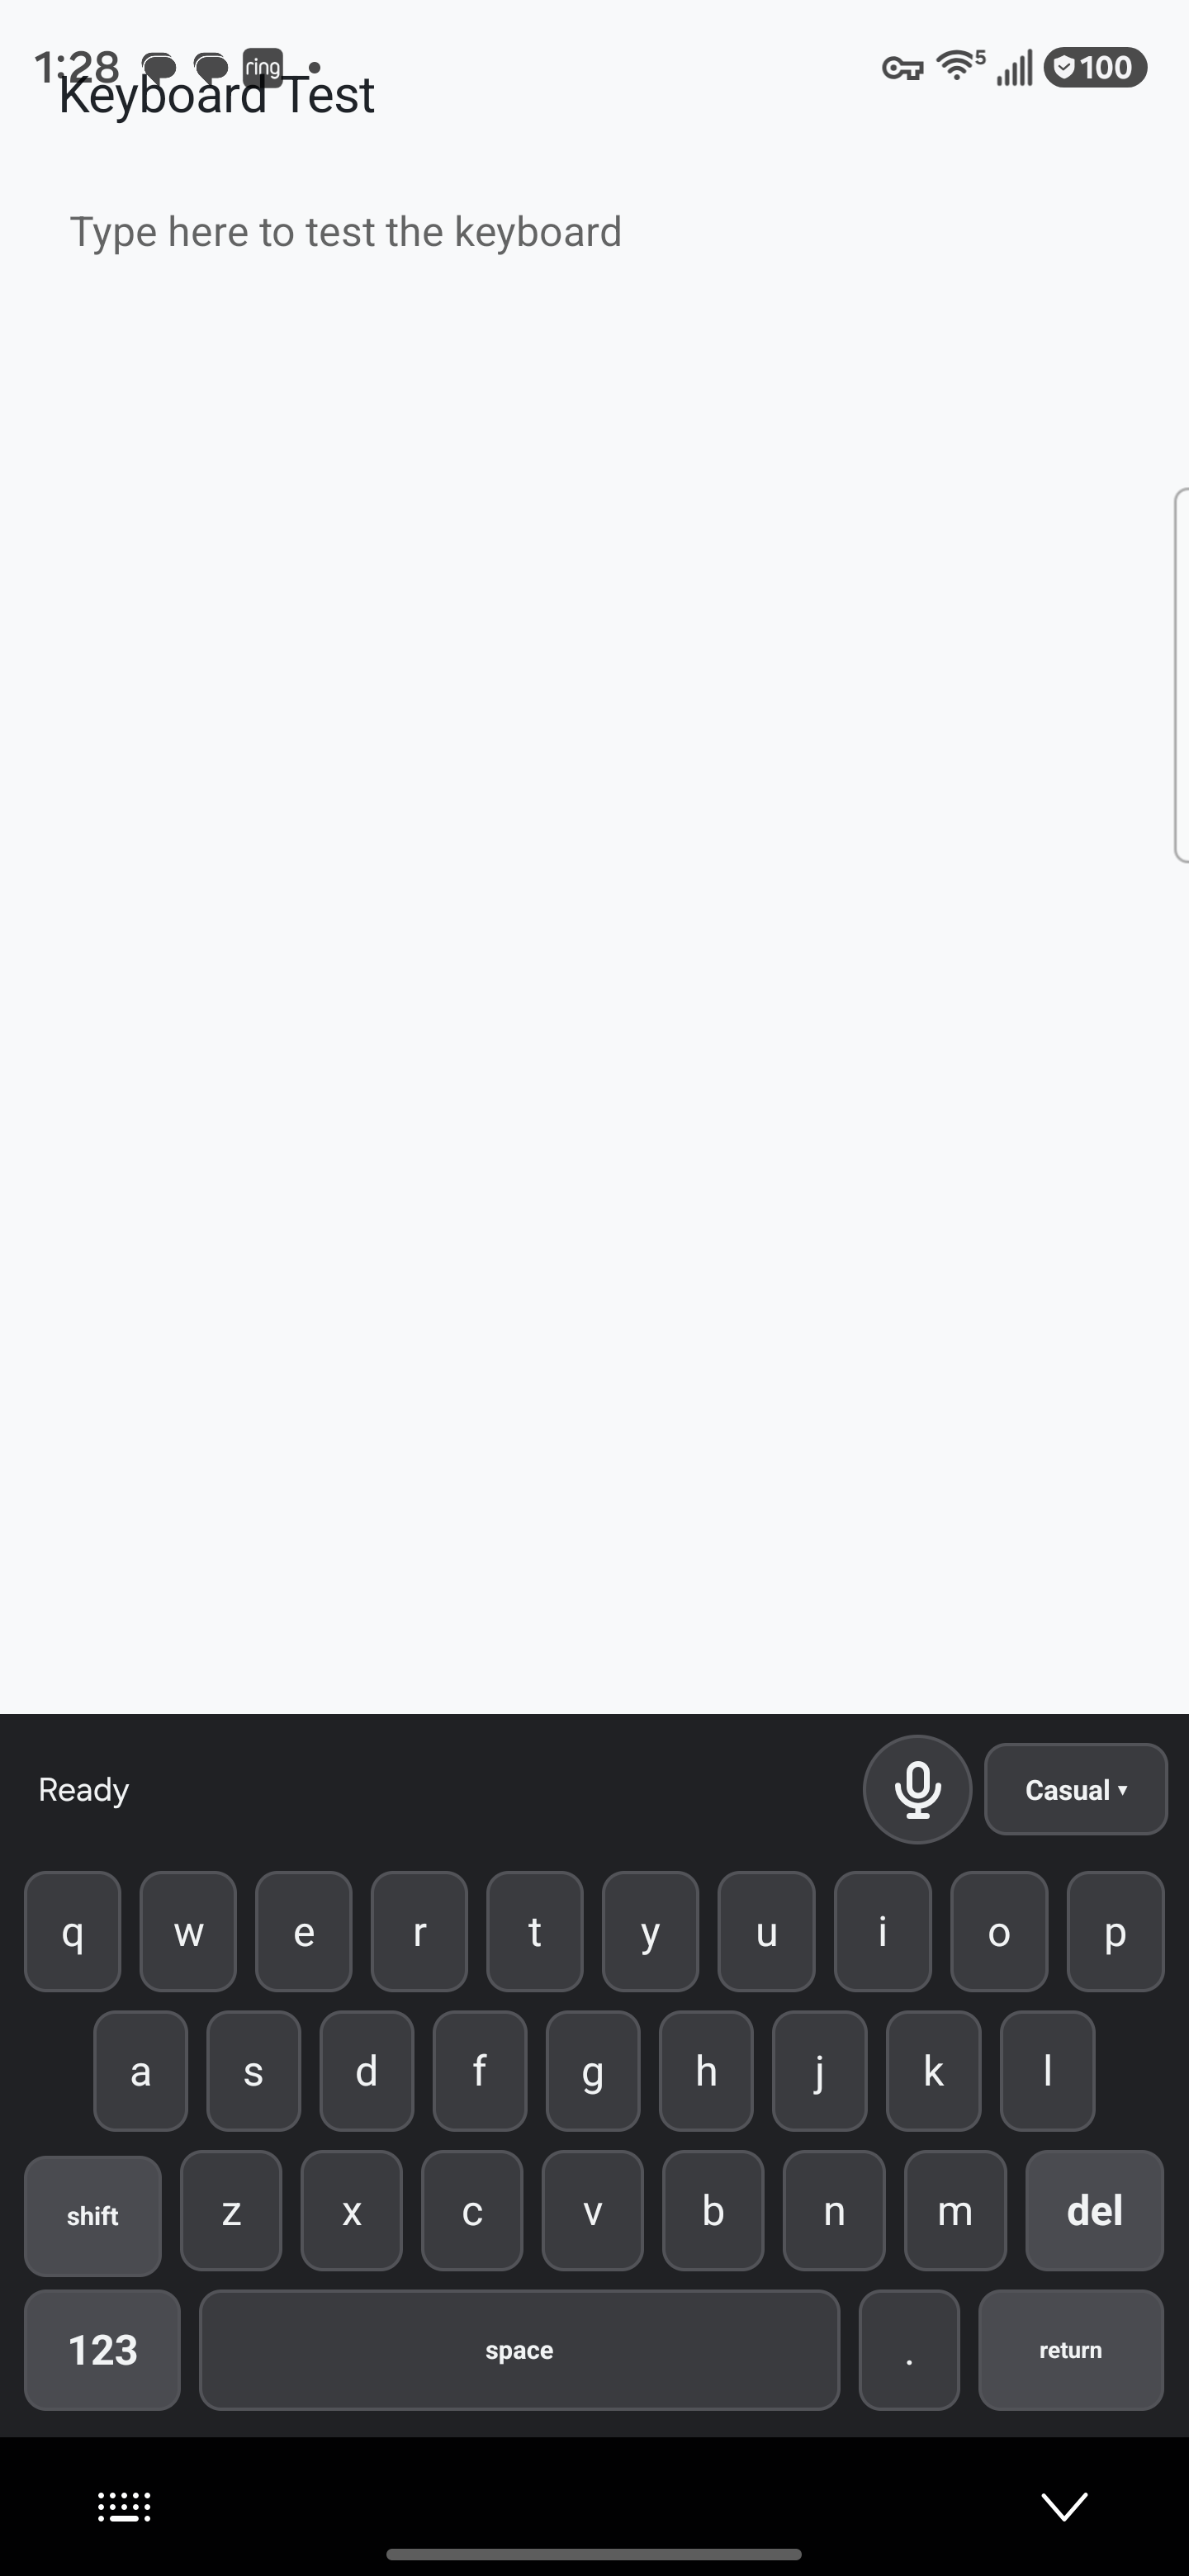 1:28 ring 5 100
Keyboard Test
Type here to test the keyboard
Ready Casual
q w e r t y u i o p
a s d f g h j k l
shift z x c v b n m del
123 space . return